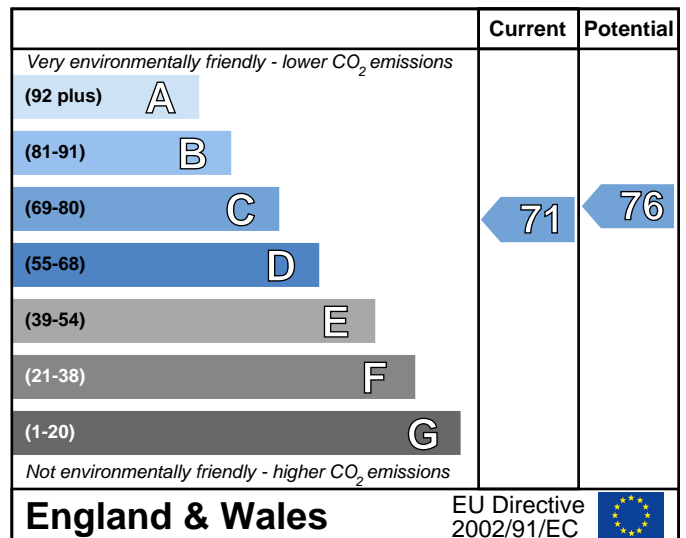 Current Potential
Very environmentally friendly - lower CO2 emissions
(92 plus) A
(81-91) B
(69-80) C 71 76
(55-68) D
(39-54) E
(21-38) F
(1-20) G
Not environmentally friendly - higher CO2 emissions
England & Wales
EU Directive
2002/91/EC